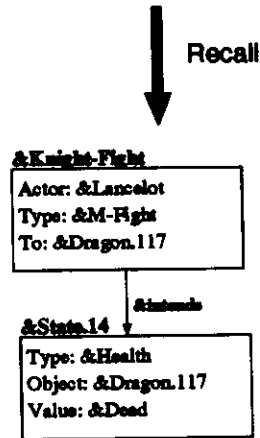 Recall
&Knight-Fight
Actor: &Lancelot
Type: &M-Fight
To: &Dragon.117
&intends
&State.14
Type: &Health
Object: &Dragon.117
Value: &Dead